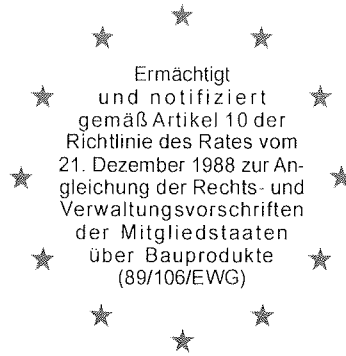 Ermächtigt
und notifiziert
gemäß Artikel 10 der
Richtlinie des Rates vom
21. Dezember 1988 zur An-
gleichung der Rechts- und
Verwaltungsvorschriften
der Mitgliedstaaten
über Bauprodukte
(89/106/EWG)